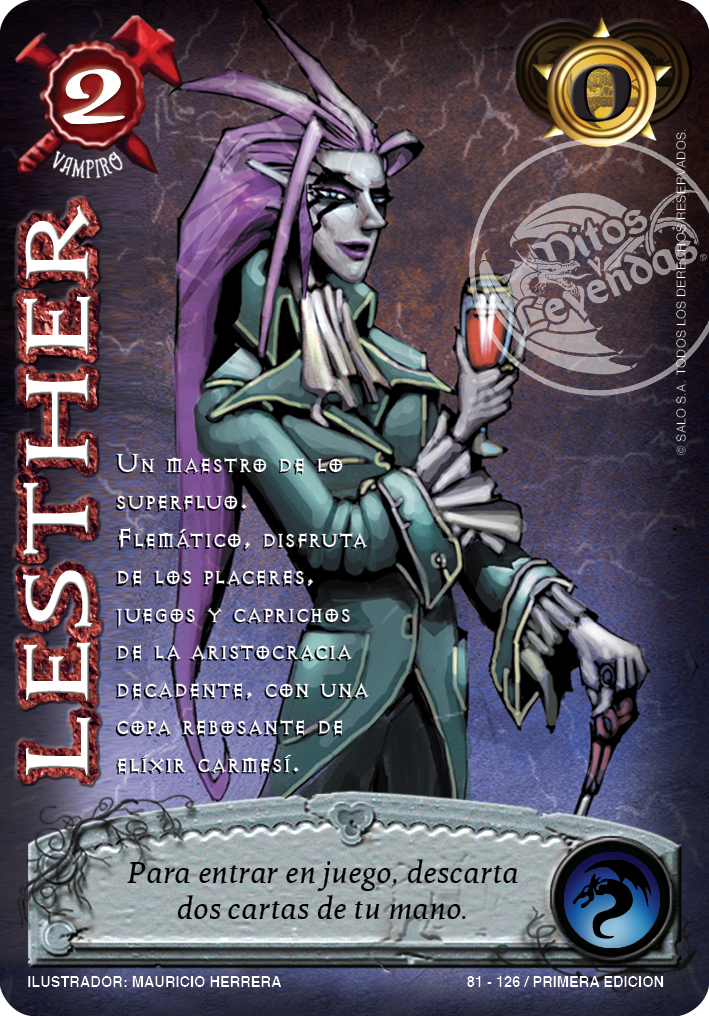 2
VAMPIRO
0
Mitos
y
Leyendas
®
© SALO S.A. TODOS LOS DERECHOS RESERVADOS.
LESTHER
Un maestro de lo
superfluo.
Flemático, disfruta
de los placeres,
juegos y caprichos
de la aristocracia
decadente, con una
copa rebosante de
elíxir carmesí.
Para entrar en juego, descarta
dos cartas de tu mano.
ILUSTRADOR: MAURICIO HERRERA
81 - 126 / PRIMERA EDICION